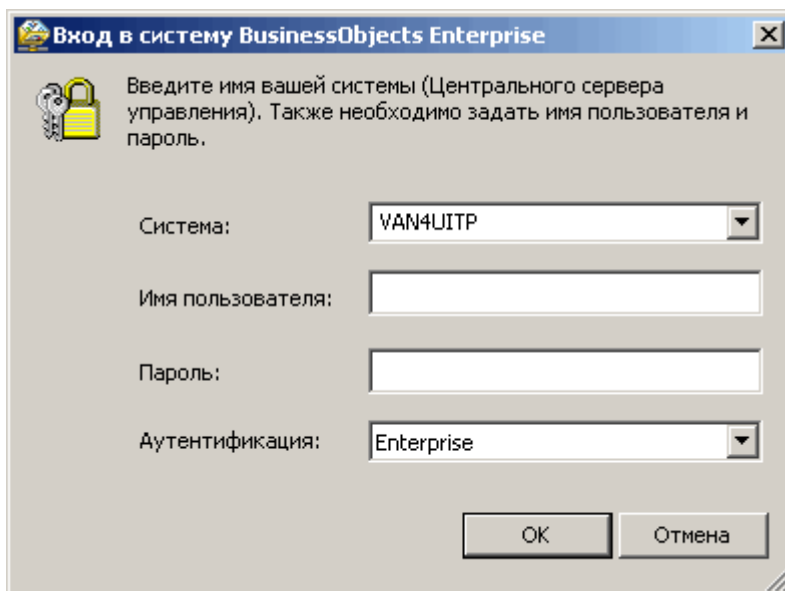 Вход в систему BusinessObjects Enterprise
Введите имя вашей системы (Центрального сервера
управления). Также необходимо задать имя пользователя и
пароль.
Система:
VAN4UITP
Имя пользователя:
Пароль:
Аутентификация:
Enterprise
OK
Отмена